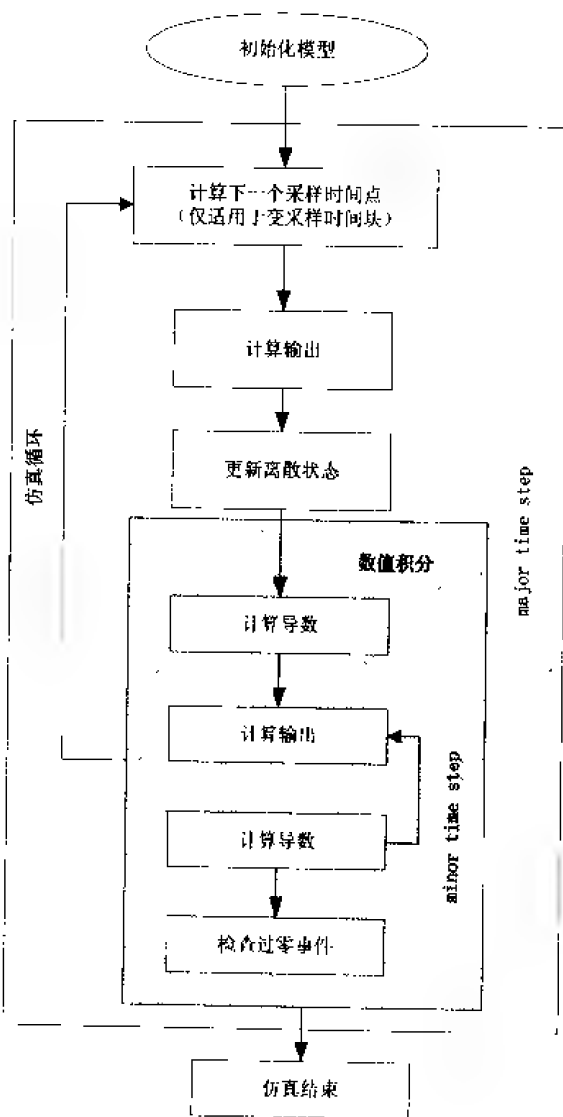 初始化模型
计算下一个采样时间点
（仅适用于变采样时间块）
计算输出
更新离散状态
仿真循环
major time step
数值积分
计算导数
计算输出
minor time step
计算导数
检查过零事件
仿真结束